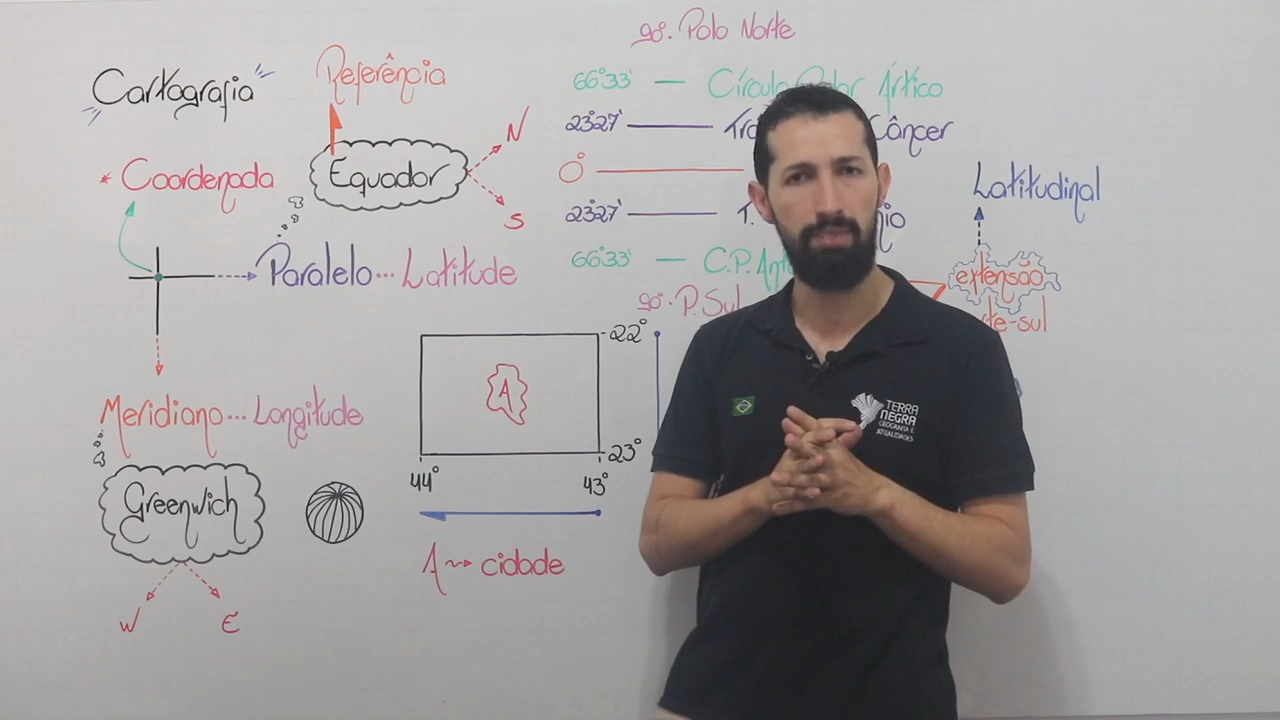 Cartografia
Referência
* Coordenada
Equador
N
S
Paralelo... Latitude
Meridiano... Longitude
Greenwich
W E
90°. Polo Norte
66°33' — Círculo Polar Ártico
23°27' — Câncer
0°
23°27' — T.
66°33' — C.P.
90°. P. Sul
Latitudinal
extensão
-sul
22°
A
23°
44° 43°
A ⇝ cidade
TERRA
NEGRA
GEOGRAFIA E
ATUALIDADES